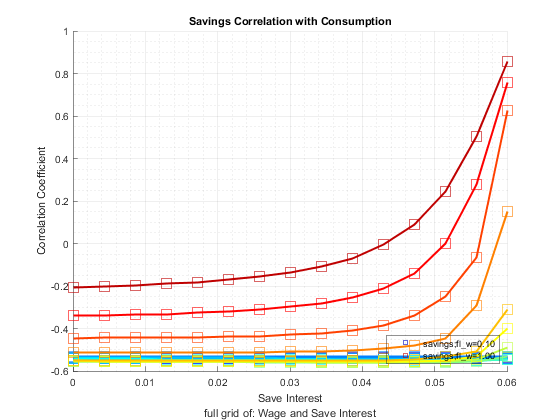 Savings Correlation with Consumption
1
0.8
0.6
0.4
0.2
0
-0.2
-0.4
-0.6
Correlation Coefficient
0 0.01 0.02 0.03 0.04 0.05 0.06
savings;fl_w=0.10
savings;fl_w=1.00
Save Interest
full grid of: Wage and Save Interest